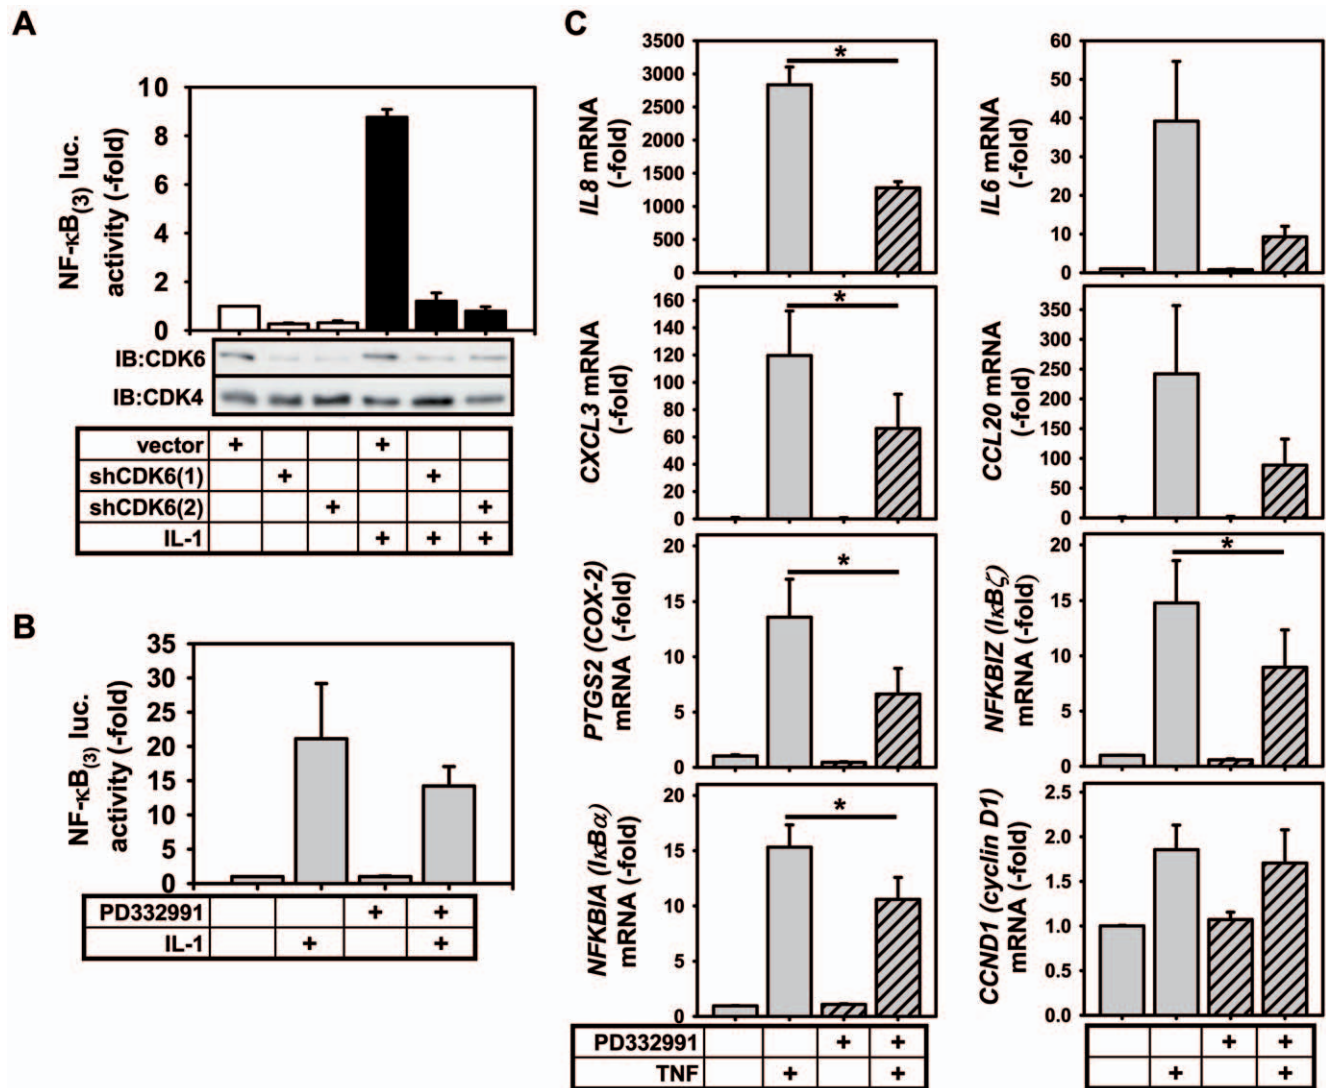 A
NF-κB(3) luc.
activity (-fold)
10
8
6
4
2
0
IB:CDK6
IB:CDK4
vector + +
shCDK6(1) + +
shCDK6(2) + +
IL-1 + + +
B
NF-κB(3) luc.
activity (-fold)
35
30
25
20
15
10
5
0
PD332991 + +
IL-1 + +
C
IL8 mRNA
(-fold)
3500
3000
2500
2000
1500
1000
500
0
*
IL6 mRNA
(-fold)
60
50
40
30
20
10
0
CXCL3 mRNA
(-fold)
160
140
120
100
80
60
40
20
0
*
CCL20 mRNA
(-fold)
350
300
250
200
150
100
50
0
PTGS2 (COX-2)
mRNA (-fold)
20
15
10
5
0
*
NFKBIZ (IκBζ)
mRNA (-fold)
20
15
10
5
0
*
NFKBIA (IκBα)
mRNA (-fold)
20
15
10
5
0
*
CCND1 (cyclin D1)
mRNA (-fold)
2.5
2.0
1.5
1.0
0.5
0.0
PD332991 + +
TNF + +
+ +
+ +